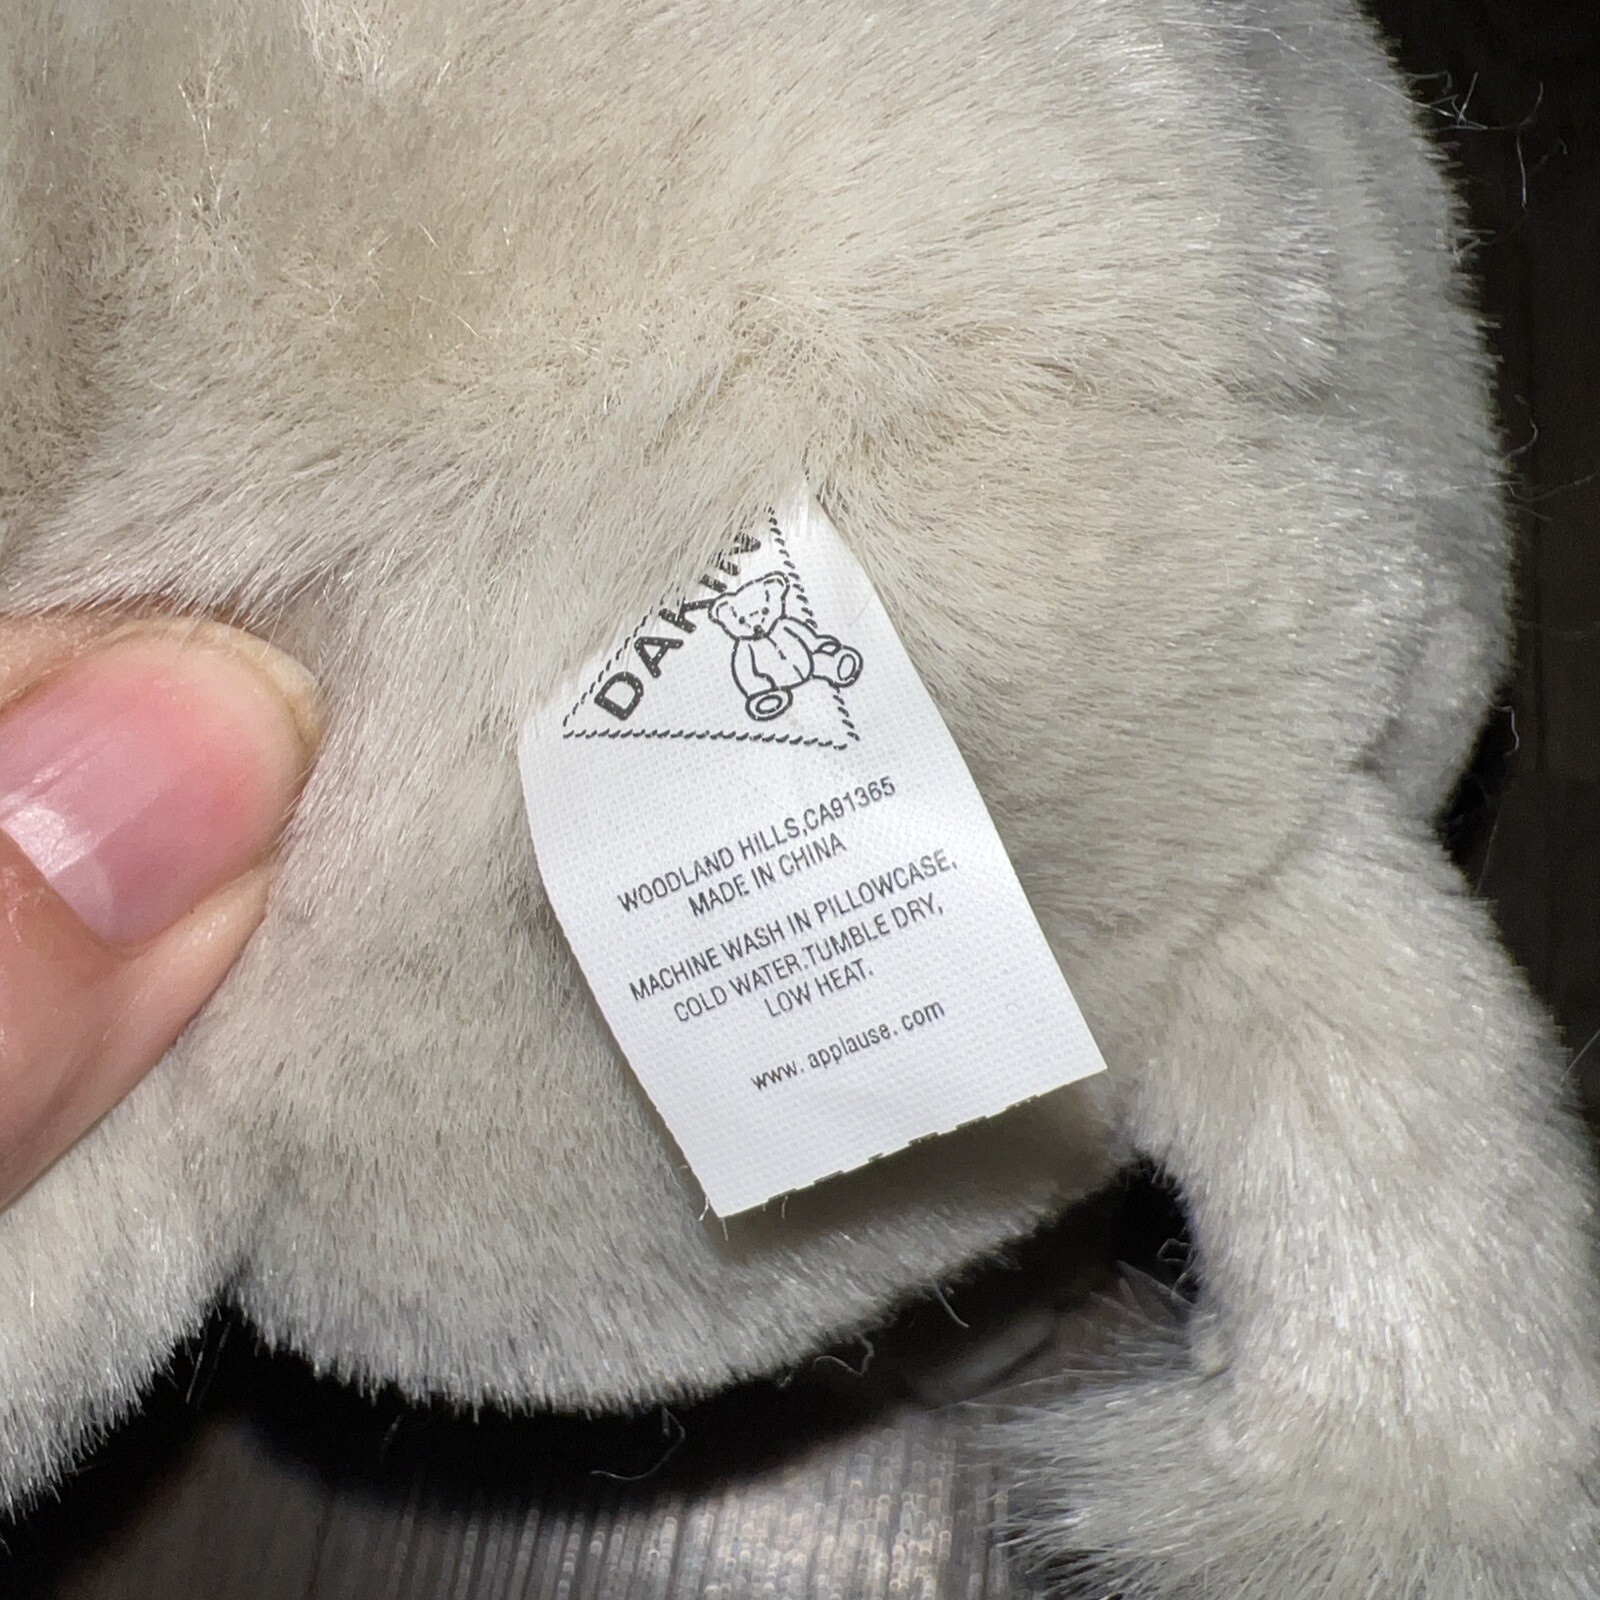 DAKIN
WOODLAND HILLS,CA91365
MADE IN CHINA
MACHINE WASH IN PILLOWCASE,
COLD WATER.TUMBLE DRY,
LOW HEAT.
www.applause.com